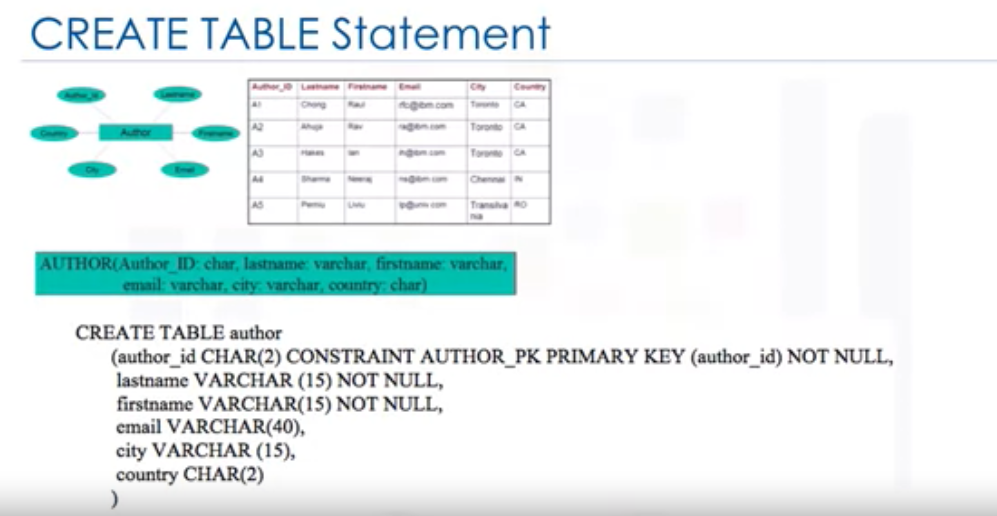 CREATE TABLE Statement
Author_ID Lastname Firstname Email City Country
Author_Id Lastname
A1 Chong Raul rfc@ibm.com Toronto CA
Country Author Firstname
A2 Ahuja Rav ra@ibm.com Toronto CA
A3 Hakes Ian ih@ibm.com Toronto CA
City Email
A4 Sharma Neeraj ns@ibm.com Chennai IN
A5 Perniu Liviu lp@univ.com Transilva RO
nia
AUTHOR(Author_ID: char, lastname: varchar, firstname: varchar,
email: varchar, city: varchar, country: char)
CREATE TABLE author
(author_id CHAR(2) CONSTRAINT AUTHOR_PK PRIMARY KEY (author_id) NOT NULL,
lastname VARCHAR (15) NOT NULL,
firstname VARCHAR(15) NOT NULL,
email VARCHAR(40),
city VARCHAR (15),
country CHAR(2)
)